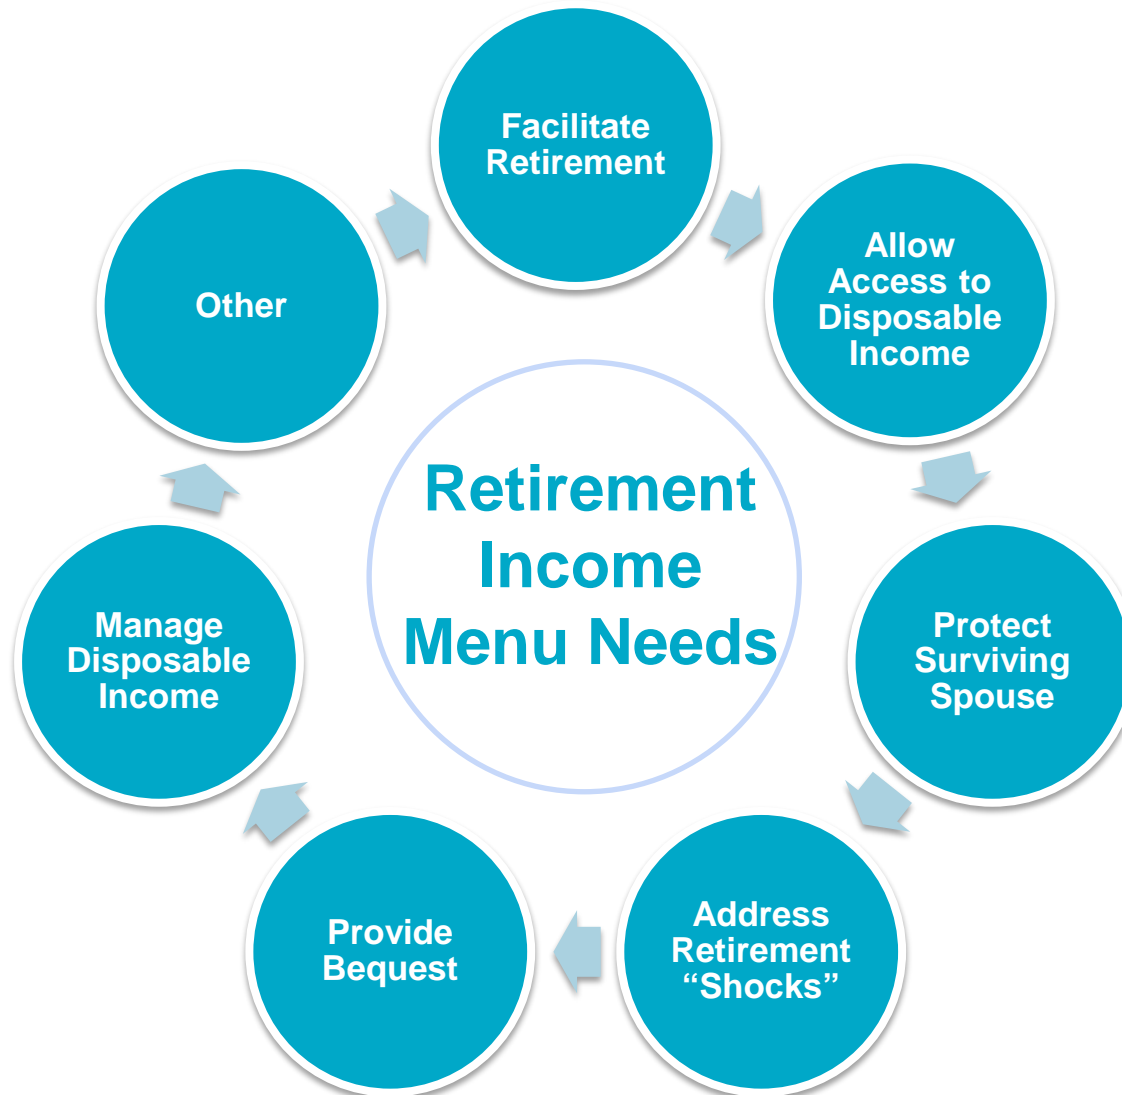 Facilitate
Retirement
Allow
Access to
Disposable
Income
Protect
Surviving
Spouse
Address
Retirement
“Shocks”
Provide
Bequest
Manage
Disposable
Income
Other
Retirement
Income
Menu Needs